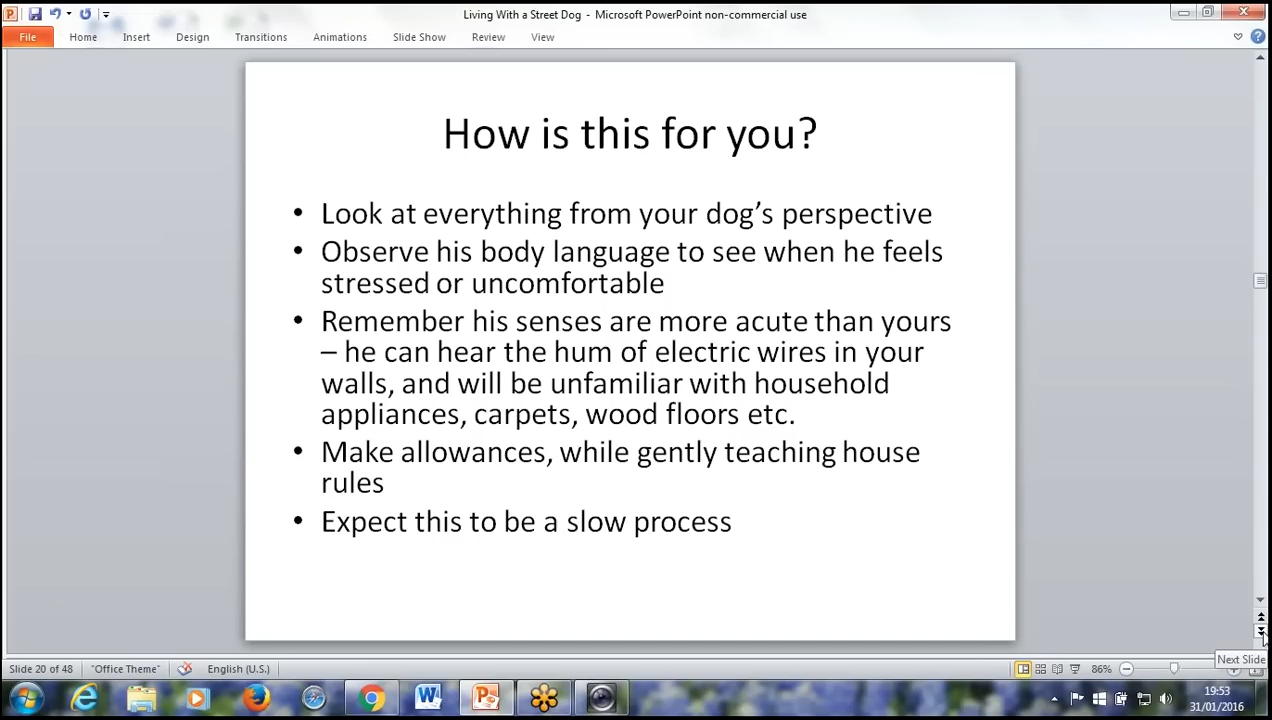 Living With a Street Dog - Microsoft PowerPoint non-commercial use
File Home Insert Design Transitions Animations Slide Show Review View
How is this for you?
• Look at everything from your dog’s perspective
• Observe his body language to see when he feels
stressed or uncomfortable
• Remember his senses are more acute than yours
– he can hear the hum of electric wires in your
walls, and will be unfamiliar with household
appliances, carpets, wood floors etc.
• Make allowances, while gently teaching house
rules
• Expect this to be a slow process
Next Slide
Slide 20 of 48 "Office Theme" English (U.S.) 86%
19:53
31/01/2016